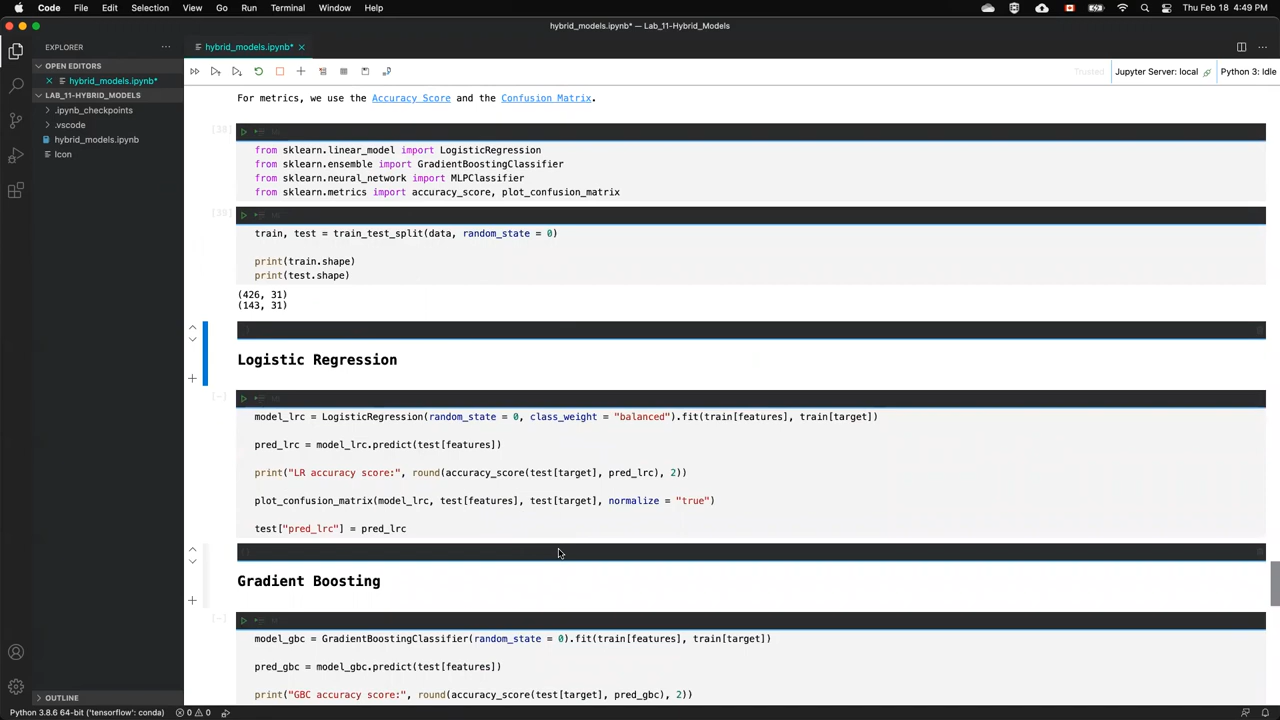 Code File Edit Selection View Go Run Terminal Window Help
Thu Feb 18 4:49 PM
hybrid_models.ipynb* — Lab_11-Hybrid_Models
EXPLORER
hybrid_models.ipynb*
OPEN EDITORS
hybrid_models.ipynb*
LAB_11-HYBRID_MODELS
.ipynb_checkpoints
.vscode
hybrid_models.ipynb
Icon
OUTLINE
Trusted
Jupyter Server: local
Python 3: Idle
For metrics, we use the Accuracy Score and the Confusion Matrix.
[38]
from sklearn.linear_model import LogisticRegression
from sklearn.ensemble import GradientBoostingClassifier
from sklearn.neural_network import MLPClassifier
from sklearn.metrics import accuracy_score, plot_confusion_matrix
[39]
train, test = train_test_split(data, random_state = 0)
print(train.shape)
print(test.shape)
(426, 31)
(143, 31)
Logistic Regression
[-]
model_lrc = LogisticRegression(random_state = 0, class_weight = "balanced").fit(train[features], train[target])
pred_lrc = model_lrc.predict(test[features])
print("LR accuracy score:", round(accuracy_score(test[target], pred_lrc), 2))
plot_confusion_matrix(model_lrc, test[features], test[target], normalize = "true")
test["pred_lrc"] = pred_lrc
Gradient Boosting
[-]
model_gbc = GradientBoostingClassifier(random_state = 0).fit(train[features], train[target])
pred_gbc = model_gbc.predict(test[features])
print("GBC accuracy score:", round(accuracy_score(test[target], pred_gbc), 2))
Python 3.8.6 64-bit ('tensorflow': conda)
0 0